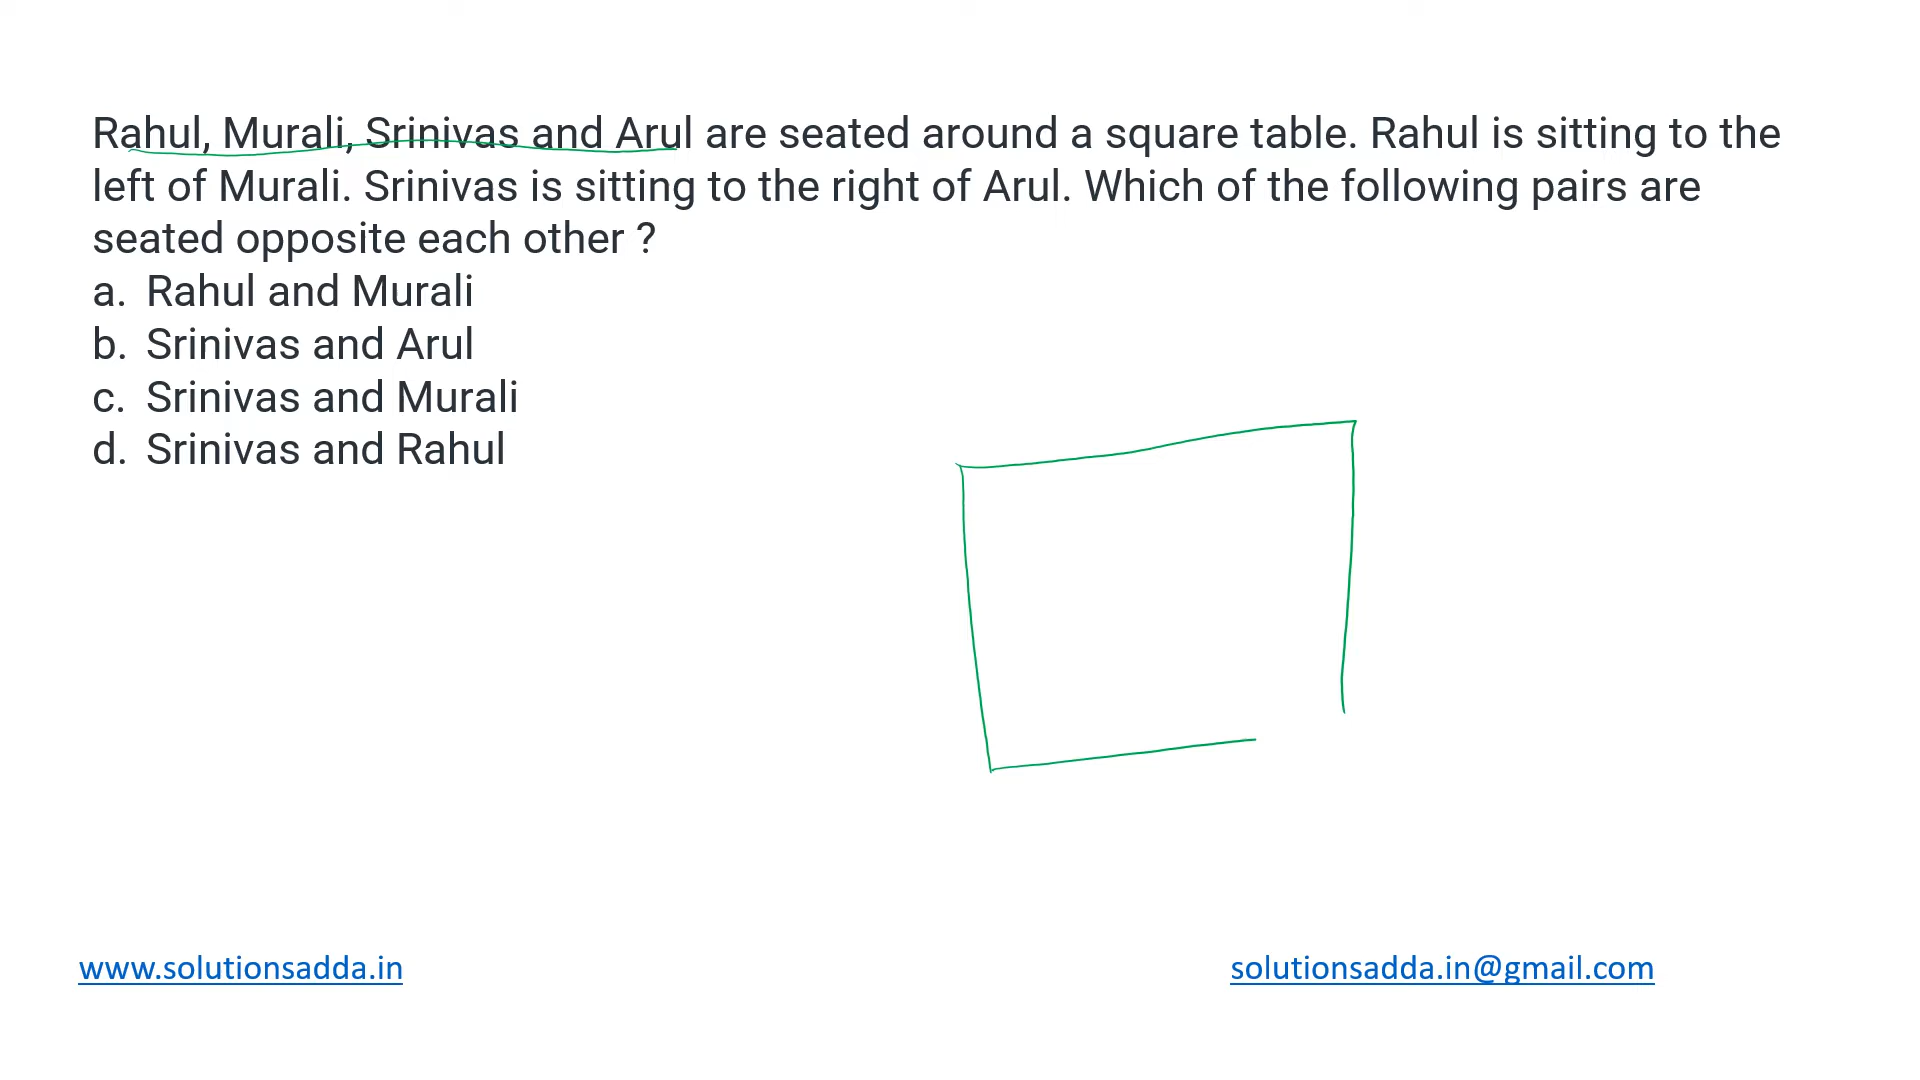 Rahul, Murali, Srinivas and Arul are seated around a square table. Rahul is sitting to the
left of Murali. Srinivas is sitting to the right of Arul. Which of the following pairs are
seated opposite each other ?
a. Rahul and Murali
b. Srinivas and Arul
c. Srinivas and Murali
d. Srinivas and Rahul
www.solutionsadda.in
solutionsadda.in@gmail.com